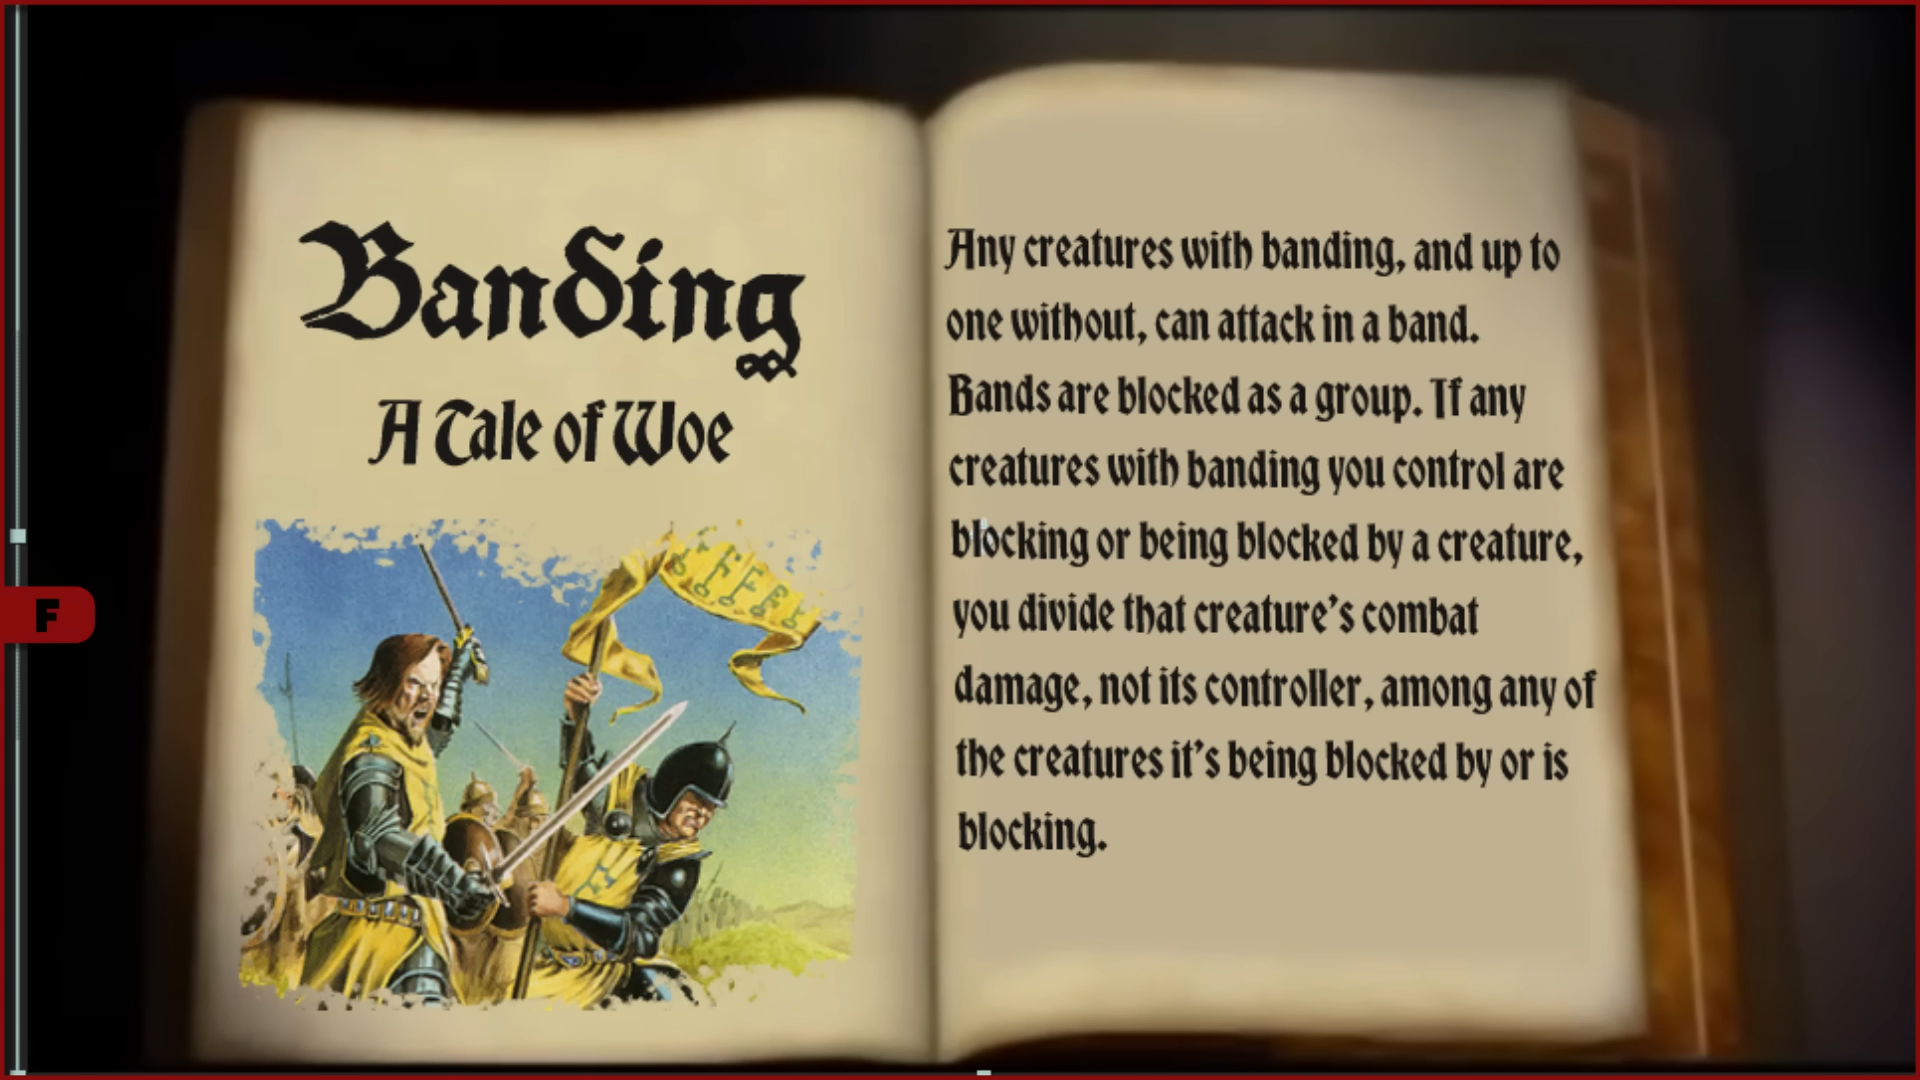 Banding
A Tale of Woe
Any creatures with banding, and up to
one without, can attack in a band.
Bands are blocked as a group. If any
creatures with banding you control are
blocking or being blocked by a creature,
you divide that creature's combat
damage, not its controller, among any of
the creatures it's being blocked by or is
blocking.
F